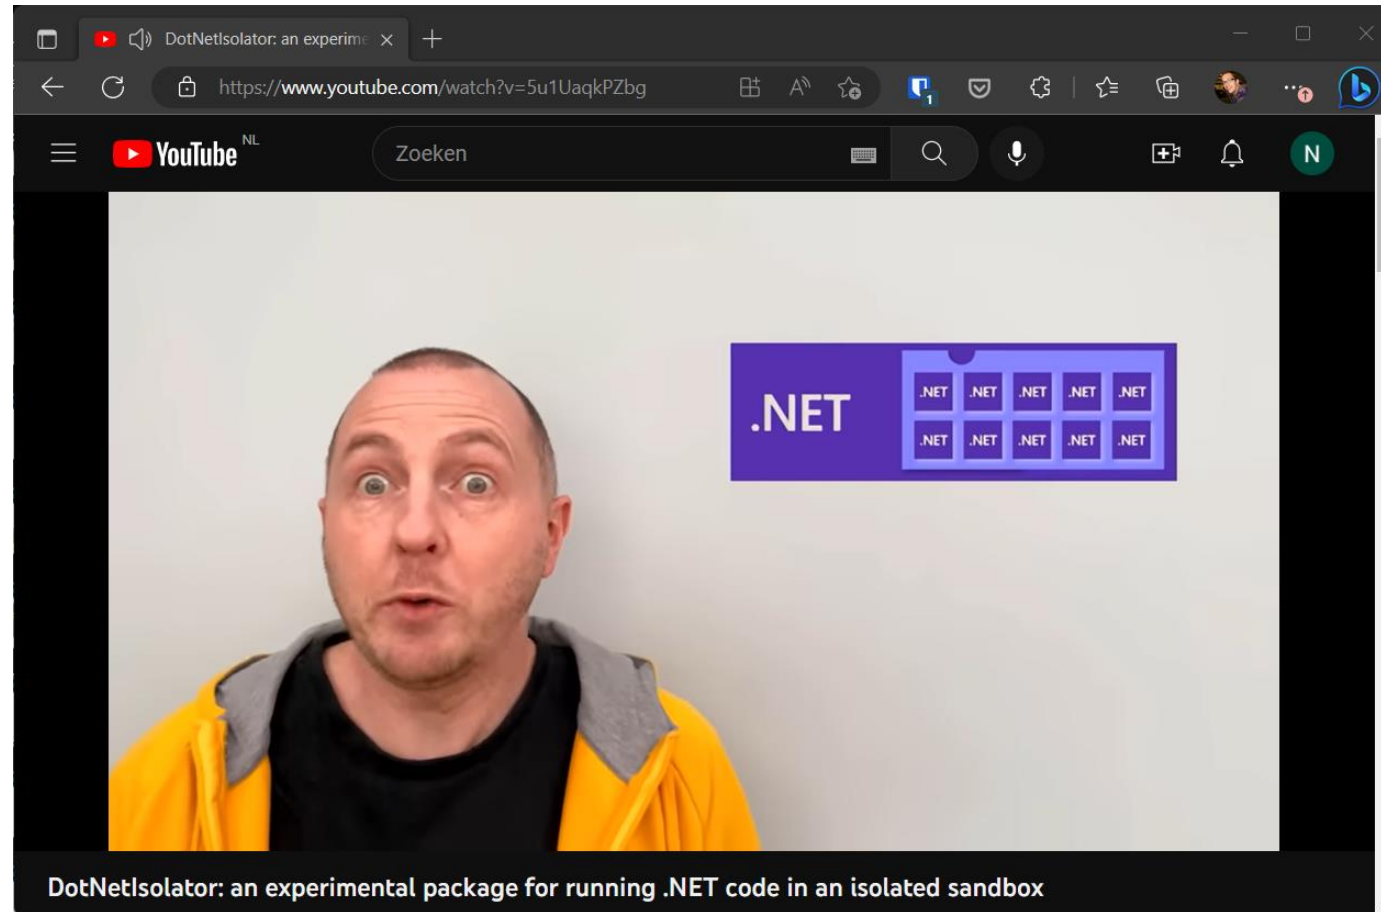 DotNetIsolator: an experime
https://www.youtube.com/watch?v=5u1UaqkPZbg
1
YouTube NL
Zoeken
N
.NET
.NET .NET .NET .NET .NET
.NET .NET .NET .NET .NET
DotNetIsolator: an experimental package for running .NET code in an isolated sandbox